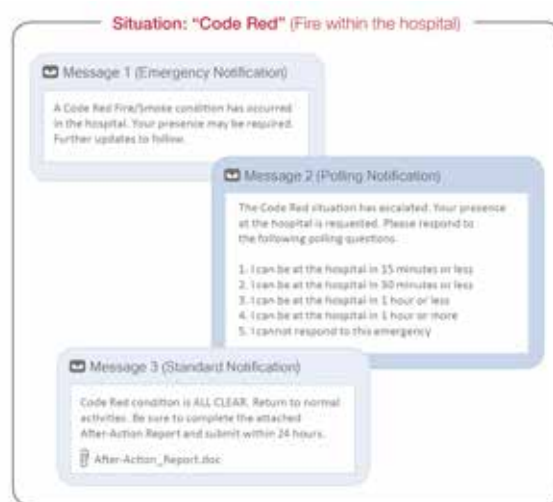 Situation: “Code Red” (Fire within the hospital)
Message 1 (Emergency Notification)
A Code Red Fire/Smoke condition has occurred
in the hospital. Your presence may be required.
Further updates to follow.
Message 2 (Polling Notification)
The Code Red situation has escalated. Your presence
at the hospital is requested. Please respond to
the following polling questions.
1. I can be at the hospital in 15 minutes or less
2. I can be at the hospital in 30 minutes or less
3. I can be at the hospital in 1 hour or less
4. I can be at the hospital in 1 hour or more
5. I cannot respond to this emergency
Message 3 (Standard Notification)
Code Red condition is ALL CLEAR. Return to normal
activities. Be sure to complete the attached
After-Action Report and submit within 24 hours.
After-Action_Report.doc